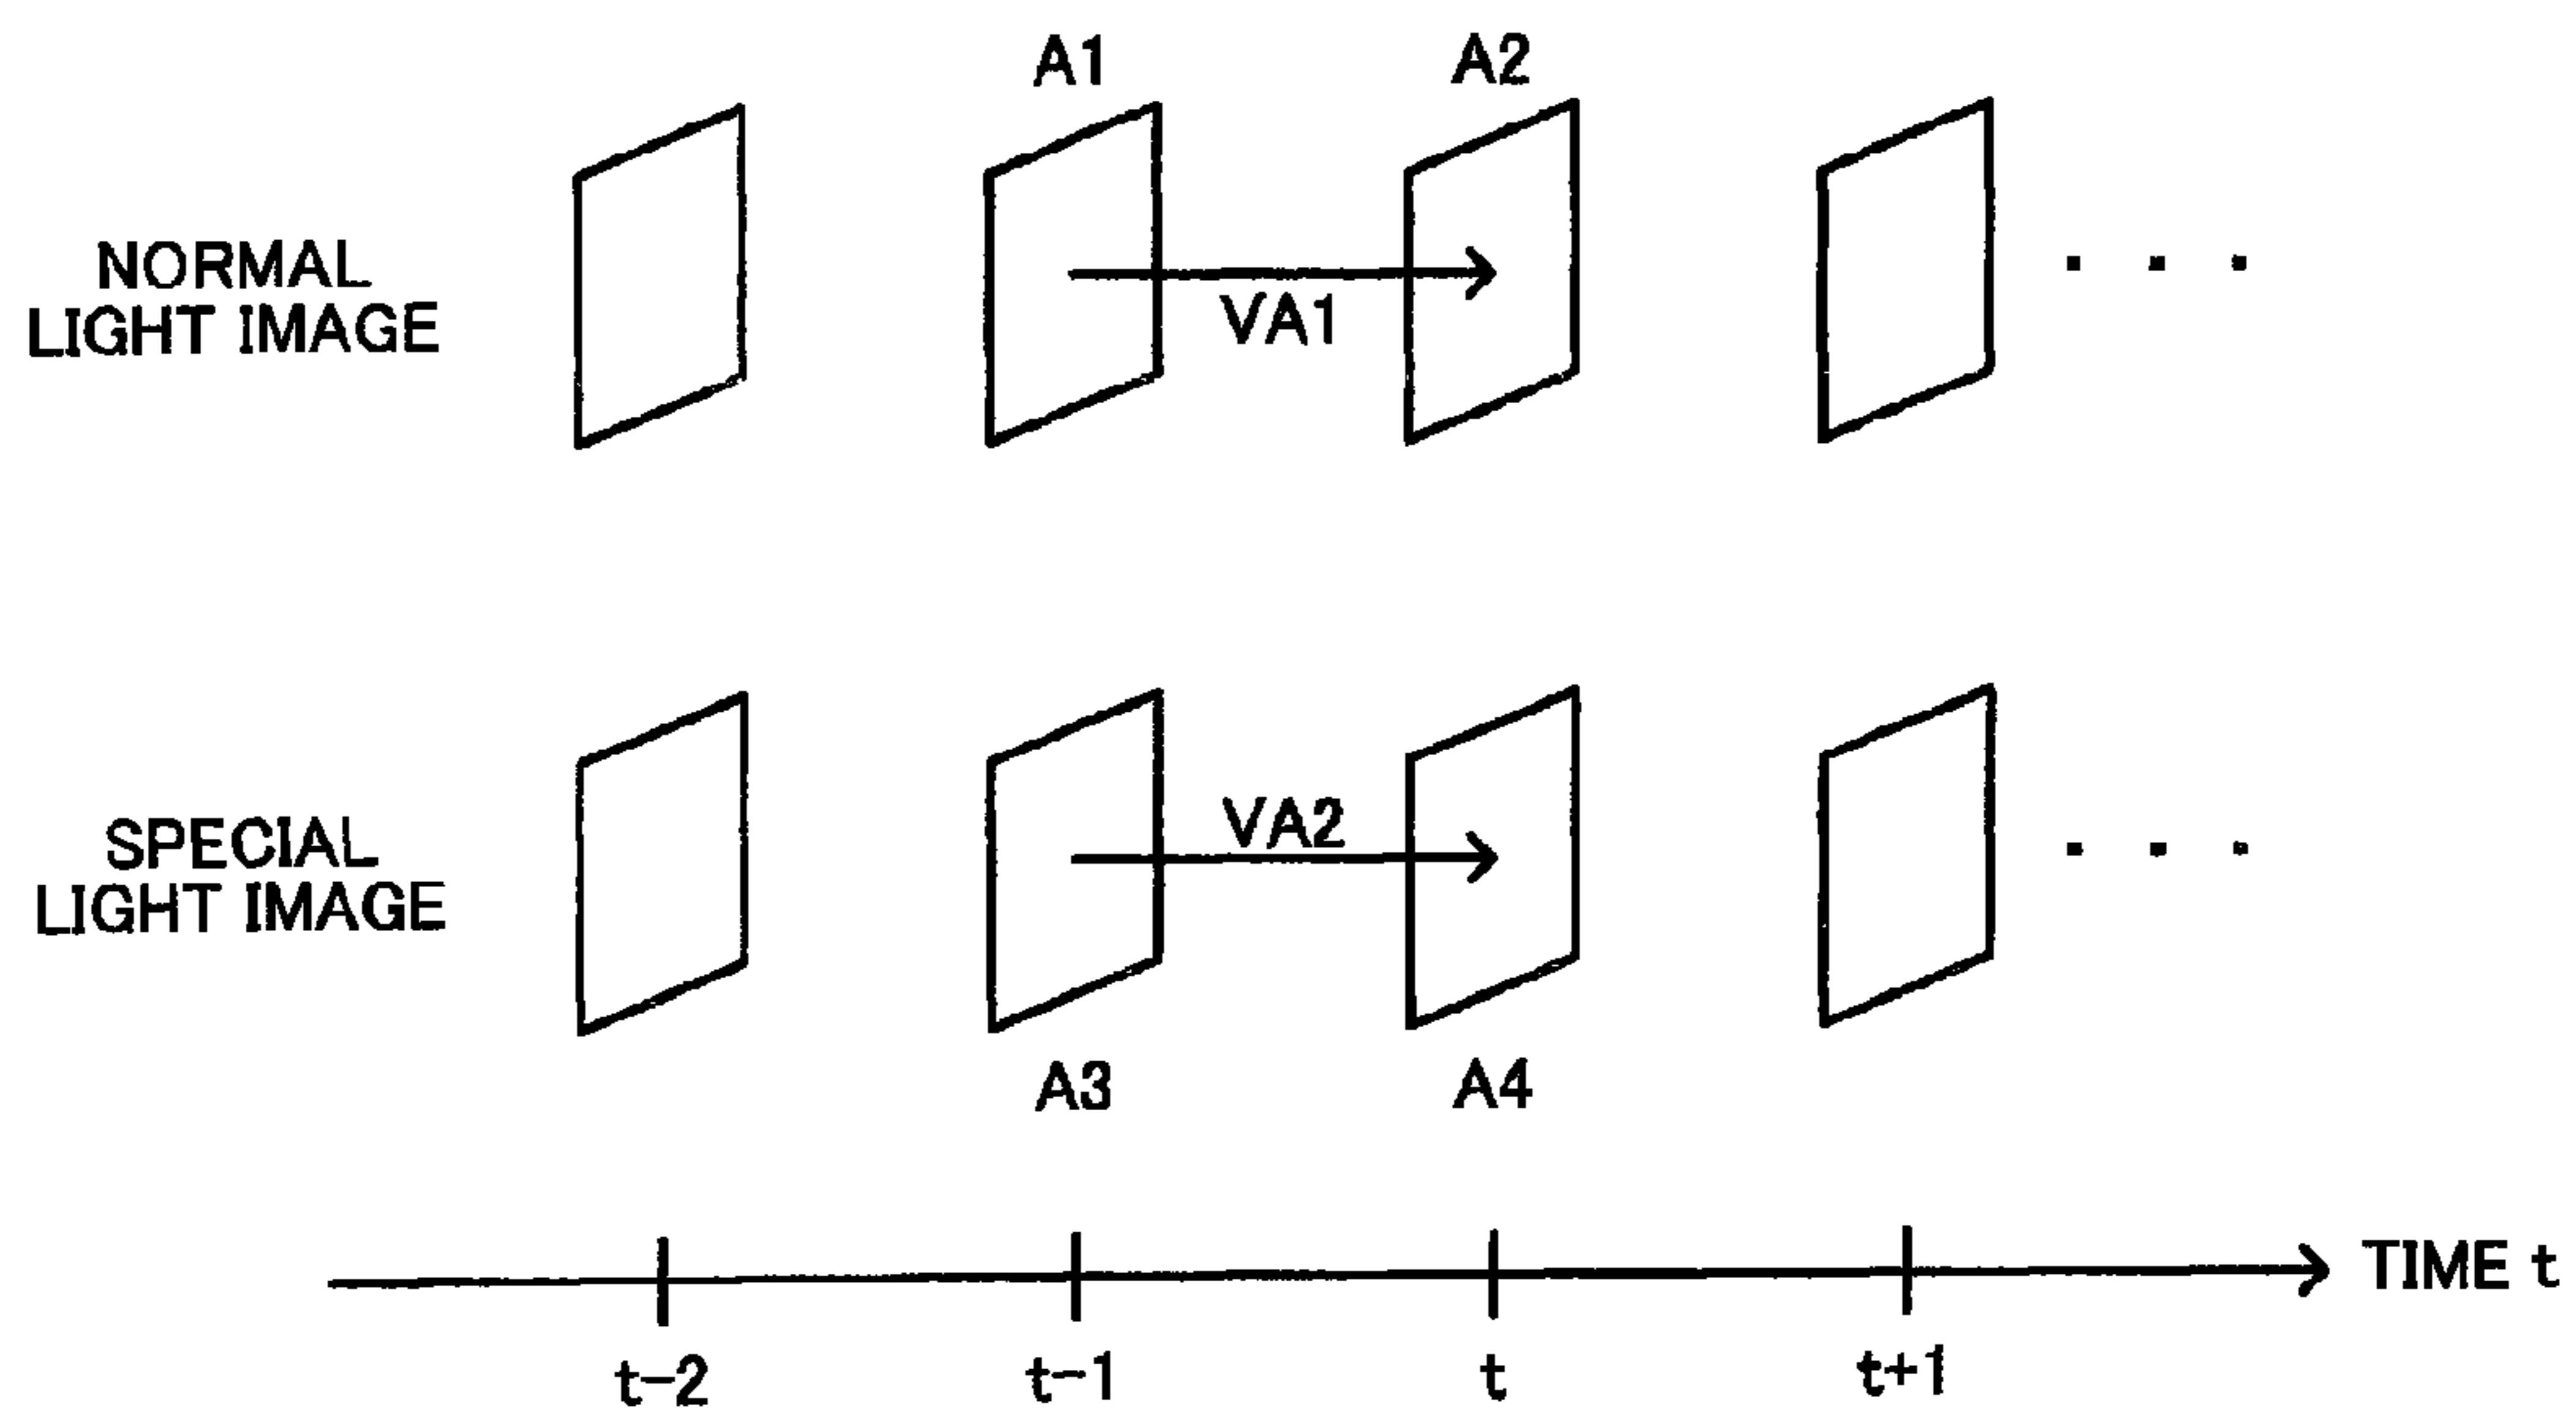 A1 A2
NORMAL
LIGHT IMAGE
VA1
· · ·
SPECIAL
LIGHT IMAGE
VA2
· · ·
A3 A4
TIME t
t-2 t-1 t t+1